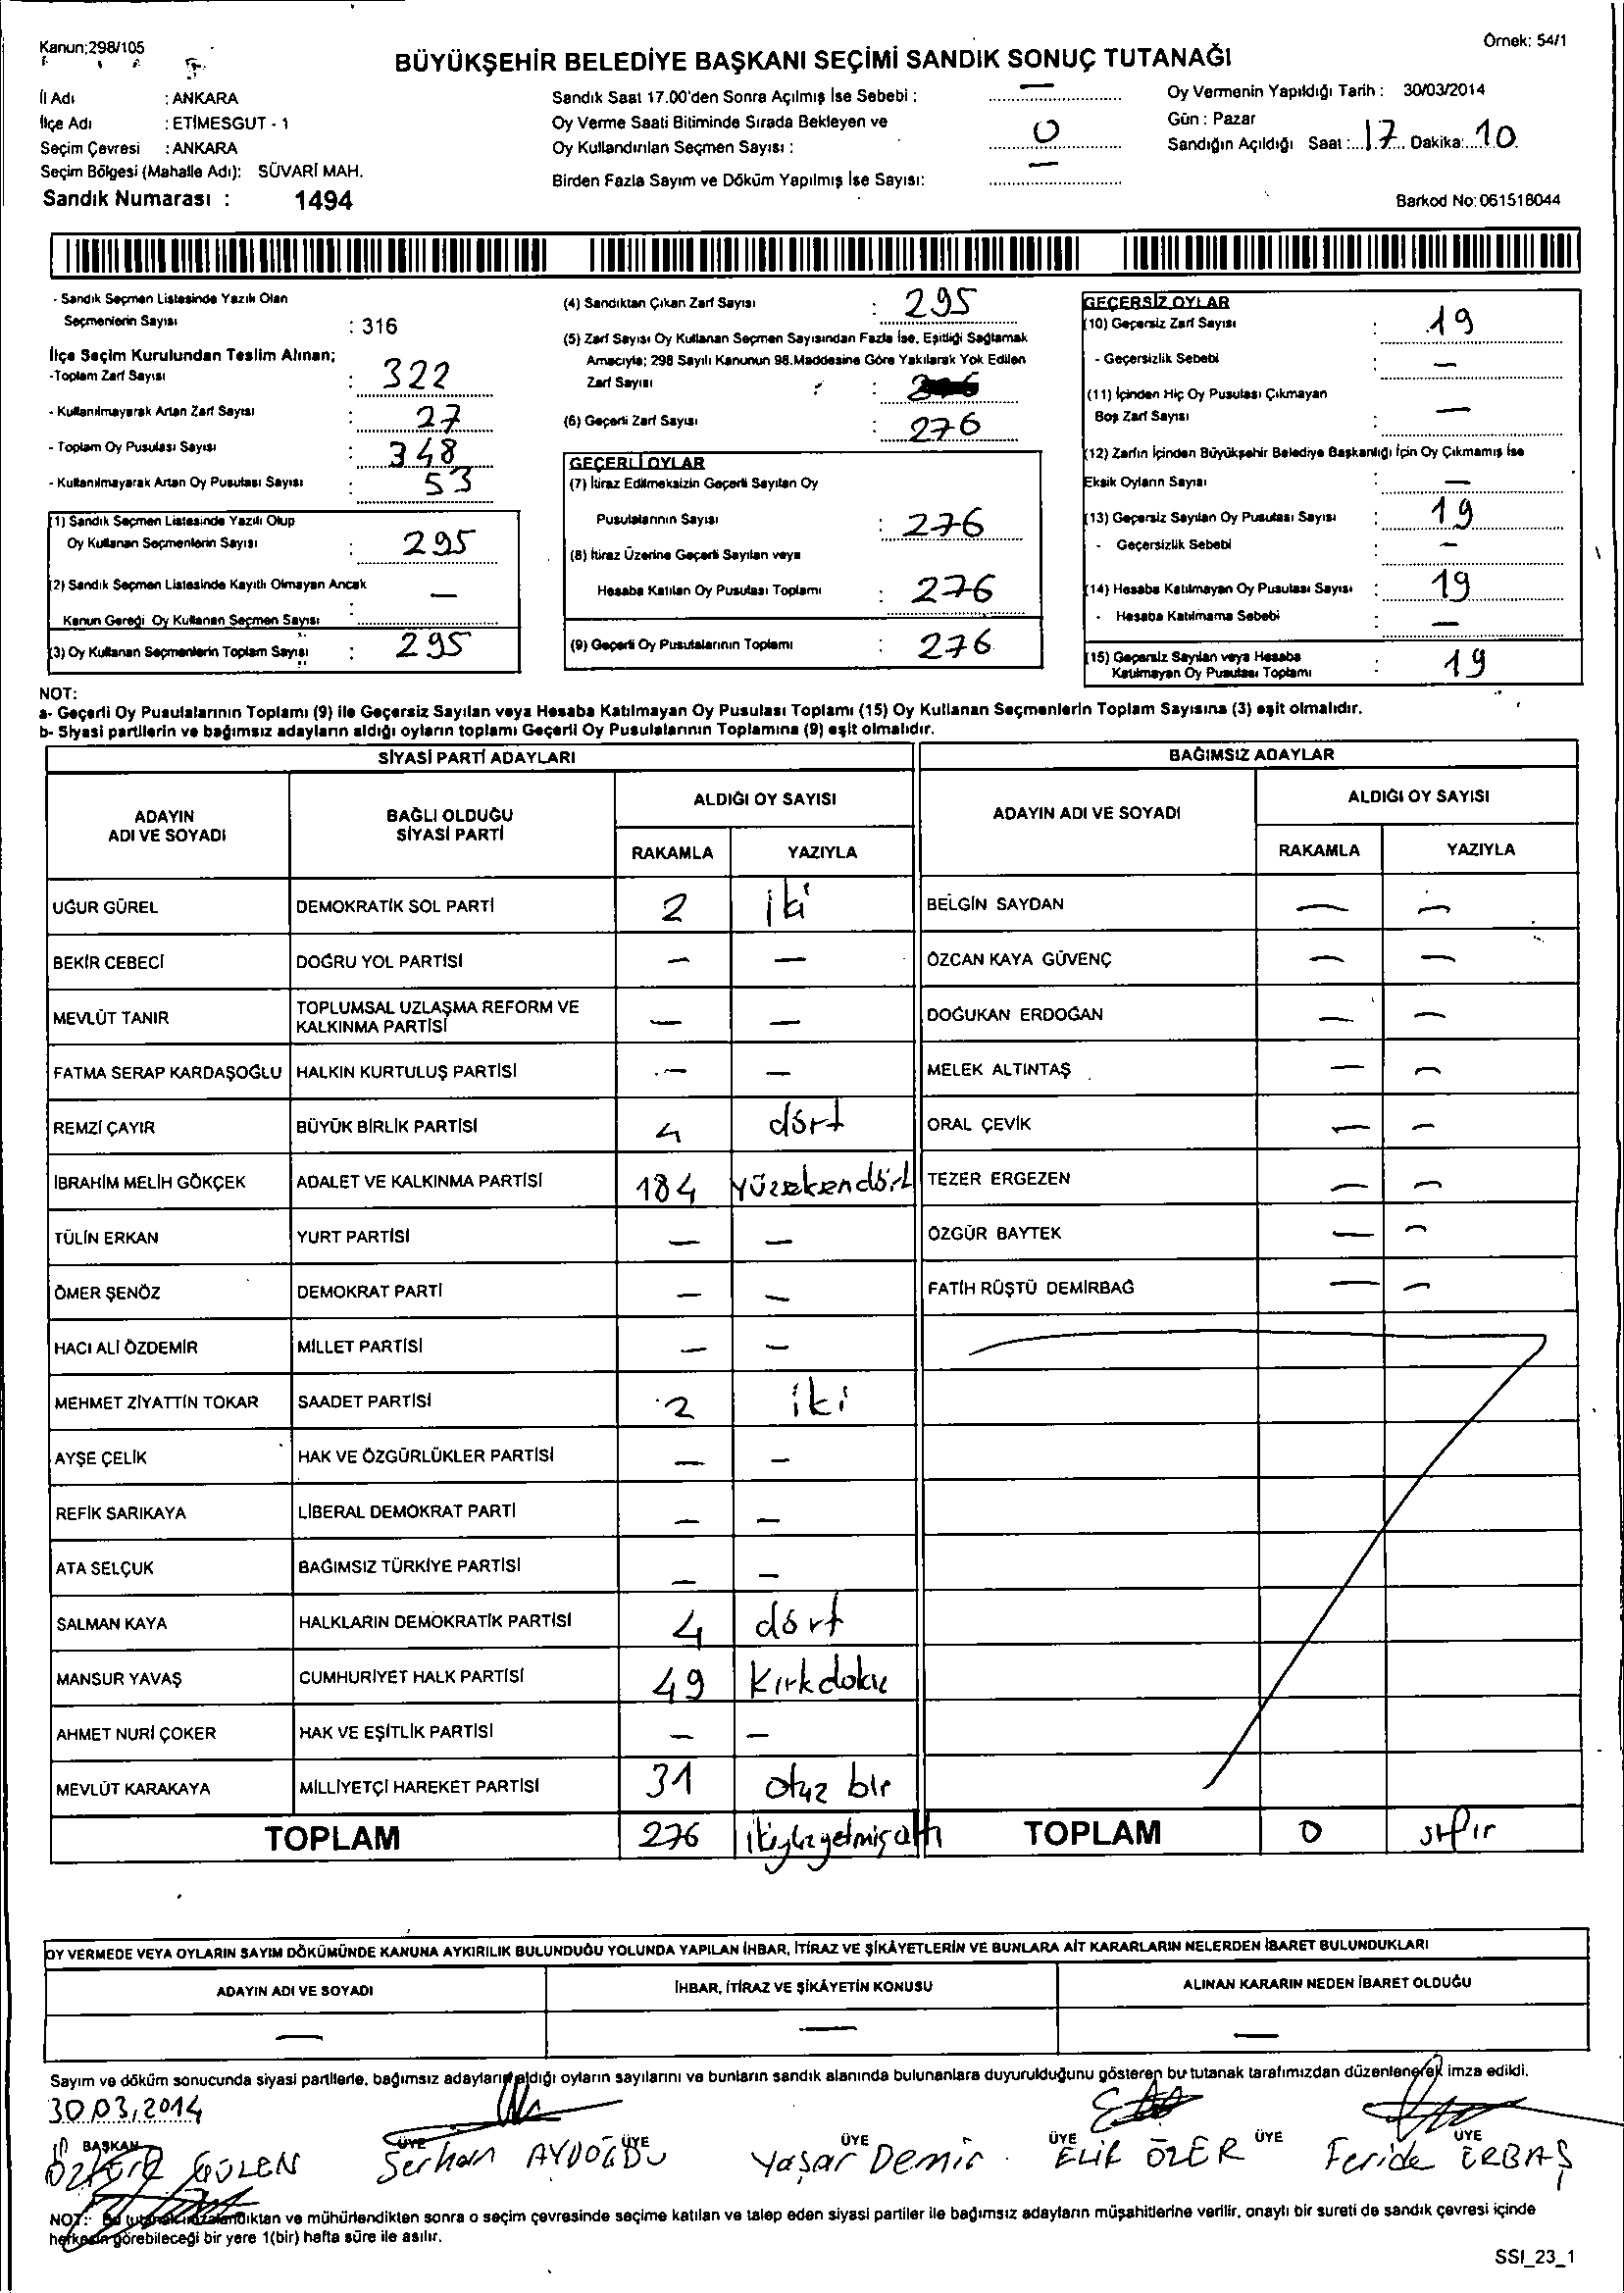 Kanun;298/105
Örnek: 54/1
BÜYÜKŞEHİR BELEDİYE BAŞKANI SEÇİMİ SANDIK SONUÇ TUTANAĞI
İl Adı : ANKARA
İlçe Adı : ETİMESGUT - 1
Seçim Çevresi : ANKARA
Seçim Bölgesi (Mahalle Adı): SÜVARİ MAH.
Sandık Numarası : 1494
Sandık Saat 17.00'den Sonra Açılmış İse Sebebi : —
Oy Verme Saati Bitiminde Sırada Bekleyen ve
Oy Kullandırılan Seçmen Sayısı : 0
Birden Fazla Sayım ve Döküm Yapılmış İse Sayısı: —
Oy Vermenin Yapıldığı Tarih : 30/03/2014
Gün : Pazar
Sandığın Açıldığı Saat :...17... Dakika:...10
Barkod No:061518044
- Sandık Seçmen Listesinde Yazılı Olan
Seçmenlerin Sayısı : 316
İlçe Seçim Kurulundan Teslim Alınan;
-Toplam Zarf Sayısı : 322
- Kullanılmayarak Artan Zarf Sayısı : 27
- Toplam Oy Pusulası Sayısı : 348
- Kullanılmayarak Artan Oy Pusulası Sayısı : 53
(1) Sandık Seçmen Listesinde Yazılı Olup
Oy Kullanan Seçmenlerin Sayısı : 295
(2) Sandık Seçmen Listesinde Kayıtlı Olmayan Ancak
Kanun Gereği Oy Kullanan Seçmen Sayısı : —
(3) Oy Kullanan Seçmenlerin Toplam Sayısı : 295
(4) Sandıktan Çıkan Zarf Sayısı : 295
(5) Zarf Sayısı Oy Kullanan Seçmen Sayısından Fazla İse, Eşitliği Sağlamak
Amacıyla; 298 Sayılı Kanunun 98.Maddesine Göre Yakılarak Yok Edilen
Zarf Sayısı :
(6) Geçerli Zarf Sayısı : 276
GEÇERLİ OYLAR
(7) İtiraz Edilmeksizin Geçerli Sayılan Oy
Pusulalarının Sayısı : 276
(8) İtiraz Üzerine Geçerli Sayılan veya
Hesaba Katılan Oy Pusulası Toplamı : 276
(9) Geçerli Oy Pusulalarının Toplamı : 276
GEÇERSİZ OYLAR
(10) Geçersiz Zarf Sayısı : 19
- Geçersizlik Sebebi : —
(11) İçinden Hiç Oy Pusulası Çıkmayan
Boş Zarf Sayısı : —
(12) Zarfın İçinden Büyükşehir Belediye Başkanlığı İçin Oy Çıkmamış İse
Eksik Oyların Sayısı : —
(13) Geçersiz Sayılan Oy Pusulası Sayısı : 19
- Geçersizlik Sebebi : —
(14) Hesaba Katılmayan Oy Pusulası Sayısı : 19
- Hesaba Katılmama Sebebi : —
(15) Geçersiz Sayılan veya Hesaba
Katılmayan Oy Pusulası Toplamı : 19
NOT:
a- Geçerli Oy Pusulalarının Toplamı (9) ile Geçersiz Sayılan veya Hesaba Katılmayan Oy Pusulası Toplamı (15) Oy Kullanan Seçmenlerin Toplam Sayısına (3) eşit olmalıdır.
b- Siyasi partilerin ve bağımsız adayların aldığı oyların toplamı Geçerli Oy Pusulalarının Toplamına (9) eşit olmalıdır.
SİYASİ PARTİ ADAYLARI BAĞIMSIZ ADAYLAR
ADAYIN ADI VE SOYADI BAĞLI OLDUĞU SİYASİ PARTİ ALDIĞI OY SAYISI ADAYIN ADI VE SOYADI ALDIĞI OY SAYISI
RAKAMLA YAZIYLA RAKAMLA YAZIYLA
UĞUR GÜREL DEMOKRATİK SOL PARTİ 2 iki BELGİN SAYDAN — —
BEKİR CEBECİ DOĞRU YOL PARTİSİ — — ÖZCAN KAYA GÜVENÇ — —
MEVLÜT TANIR TOPLUMSAL UZLAŞMA REFORM VE KALKINMA PARTİSİ — — DOĞUKAN ERDOĞAN — —
FATMA SERAP KARDAŞOĞLU HALKIN KURTULUŞ PARTİSİ — — MELEK ALTINTAŞ — —
REMZİ ÇAYIR BÜYÜK BİRLİK PARTİSİ 4 dört ORAL ÇEVİK — —
İBRAHİM MELİH GÖKÇEK ADALET VE KALKINMA PARTİSİ 184 yüzseksendört TEZER ERGEZEN — —
TÜLİN ERKAN YURT PARTİSİ — — ÖZGÜR BAYTEK — —
ÖMER ŞENÖZ DEMOKRAT PARTİ — — FATİH RÜŞTÜ DEMİRBAĞ — —
HACI ALİ ÖZDEMİR MİLLET PARTİSİ — —
MEHMET ZİYATTİN TOKAR SAADET PARTİSİ 2 iki
AYŞE ÇELİK HAK VE ÖZGÜRLÜKLER PARTİSİ — —
REFİK SARIKAYA LİBERAL DEMOKRAT PARTİ — —
ATA SELÇUK BAĞIMSIZ TÜRKİYE PARTİSİ — —
SALMAN KAYA HALKLARIN DEMOKRATİK PARTİSİ 4 dört
MANSUR YAVAŞ CUMHURİYET HALK PARTİSİ 49 Kırkdoku
AHMET NURİ ÇOKER HAK VE EŞİTLİK PARTİSİ — —
MEVLÜT KARAKAYA MİLLİYETÇİ HAREKET PARTİSİ 31 otuz bir
TOPLAM 276 ikiyüzyetmişaltı TOPLAM 0 sıfır
OY VERMEDE VEYA OYLARIN SAYIM DÖKÜMÜNDE KANUNA AYKIRILIK BULUNDUĞU YOLUNDA YAPILAN İHBAR, İTİRAZ VE ŞİKÂYETLERİN VE BUNLARA AİT KARARLARIN NELERDEN İBARET BULUNDUKLARI
ADAYIN ADI VE SOYADI İHBAR, İTİRAZ VE ŞİKÂYETİN KONUSU ALINAN KARARIN NEDEN İBARET OLDUĞU
— — —
Sayım ve döküm sonucunda siyasi partilerle, bağımsız adayların aldığı oyların sayılarını ve bunların sandık alanında bulunanlara duyurulduğunu gösteren bu tutanak tarafımızdan düzenlenerek imza edildi.
30.03.2014
BAŞKAN ÜYE ÜYE ÜYE ÜYE ÜYE ÜYE
GÜLEN Serhan AYDOĞDU Yaşar Demir ELİF ÖZER Feride ERBAŞ
NOT: Bu tutanak imzalandıktan ve mühürlendikten sonra o seçim çevresinde seçime katılan ve talep eden siyasi partiler ile bağımsız adayların müşahitlerine verilir, onaylı bir sureti de sandık çevresi içinde
herkesin görebileceği bir yere 1(bir) hafta süre ile asılır.
SSI_23_1